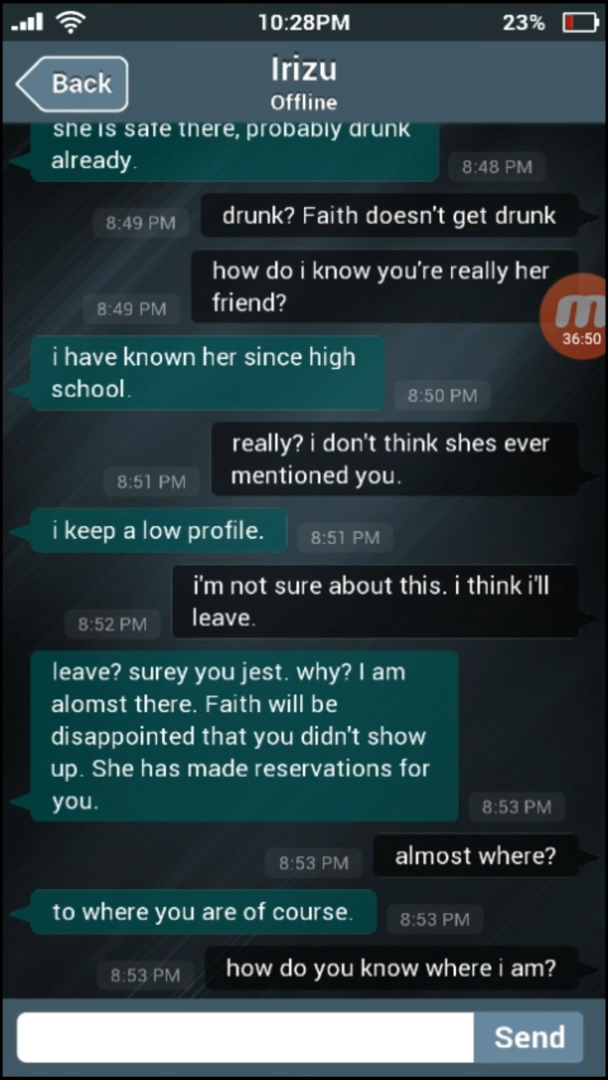 10:28PM
23%
Back
Irizu
Offline
she is safe there, probably drunk
already.
8:48 PM
drunk? Faith doesn't get drunk
8:49 PM
how do i know you're really her
friend?
8:49 PM
m
36:50
i have known her since high
school.
8:50 PM
really? i don't think shes ever
mentioned you.
8:51 PM
i keep a low profile.
8:51 PM
i'm not sure about this. i think i'll
leave.
8:52 PM
leave? surey you jest. why? I am
alomst there. Faith will be
disappointed that you didn't show
up. She has made reservations for
you.
8:53 PM
almost where?
8:53 PM
to where you are of course.
8:53 PM
how do you know where i am?
8:53 PM
Send